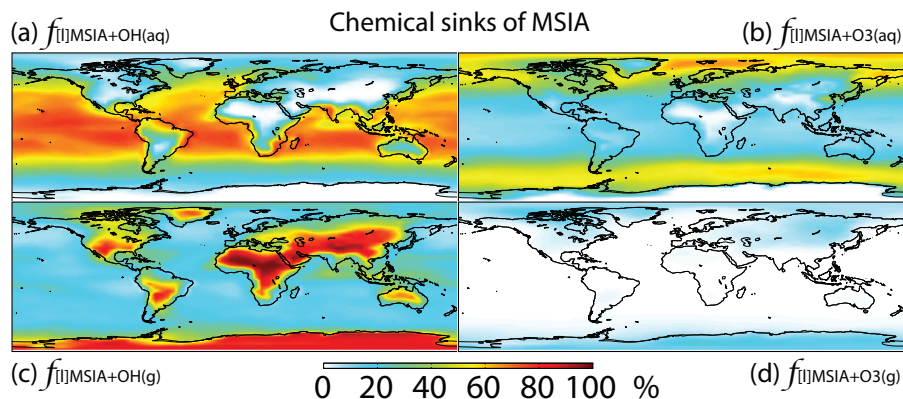 Chemical sinks of MSIA
(a) f[l]MSIA+OH(aq)
(b) f[l]MSIA+O3(aq)
(c) f[l]MSIA+OH(g)
0 20 40 60 80 100 %
(d) f[l]MSIA+O3(g)